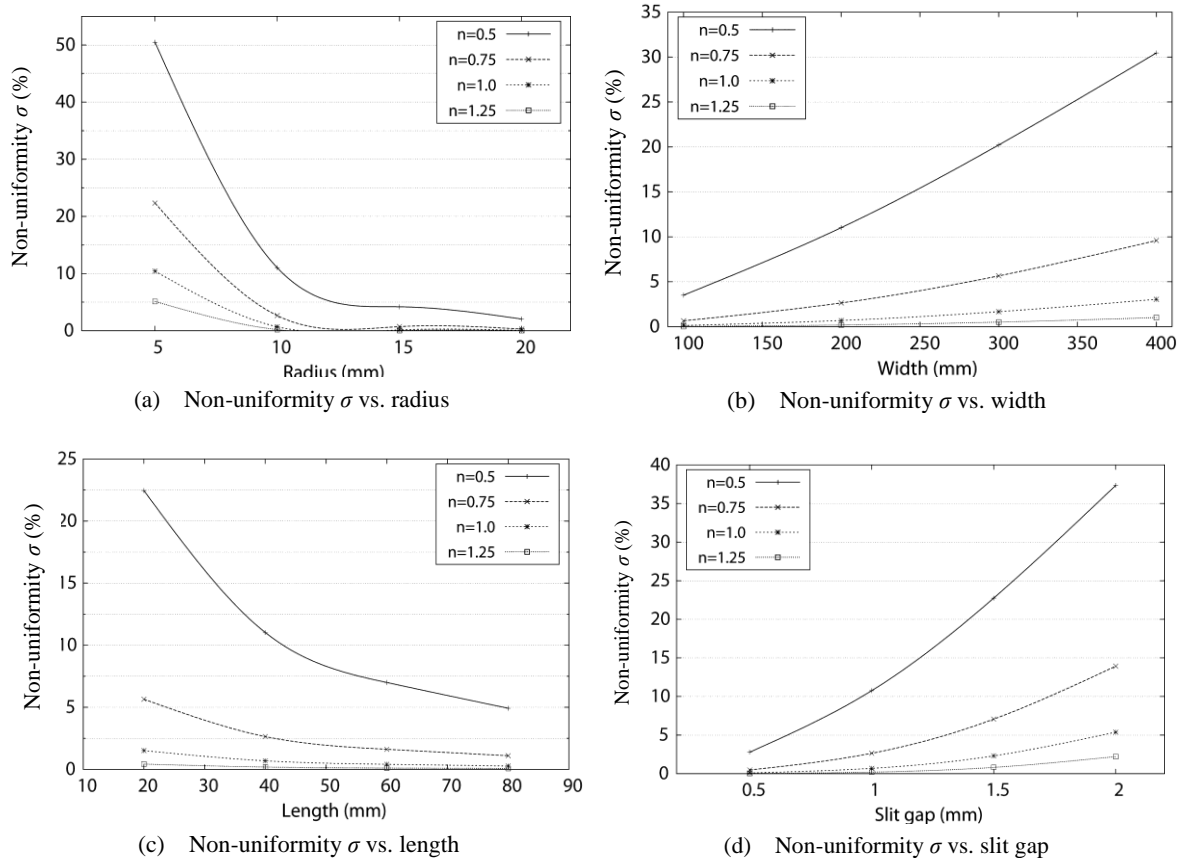 50
40
30
20
10
0
Non-uniformity σ (%)
n=0.5
n=0.75
n=1.0
n=1.25
5 10 15 20
Radius (mm)
(a) Non-uniformity σ vs. radius
35
30
25
20
15
10
5
0
Non-uniformity σ (%)
n=0.5
n=0.75
n=1.0
n=1.25
100 150 200 250 300 350 400
Width (mm)
(b) Non-uniformity σ vs. width
25
20
15
10
5
0
Non-uniformity σ (%)
n=0.5
n=0.75
n=1.0
n=1.25
10 20 30 40 50 60 70 80 90
Length (mm)
(c) Non-uniformity σ vs. length
40
35
30
25
20
15
10
5
0
Non-uniformity σ (%)
n=0.5
n=0.75
n=1.0
n=1.25
0.5 1 1.5 2
Slit gap (mm)
(d) Non-uniformity σ vs. slit gap